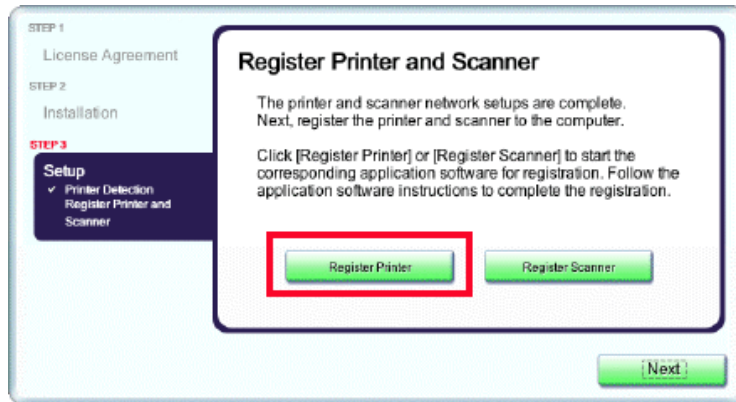 STEP 1
License Agreement
STEP 2
Installation
STEP 3
Setup
✓ Printer Detection
Register Printer and
Scanner
Register Printer and Scanner
The printer and scanner network setups are complete.
Next, register the printer and scanner to the computer.
Click [Register Printer] or [Register Scanner] to start the
corresponding application software for registration. Follow the
application software instructions to complete the registration.
Register Printer
Register Scanner
Next